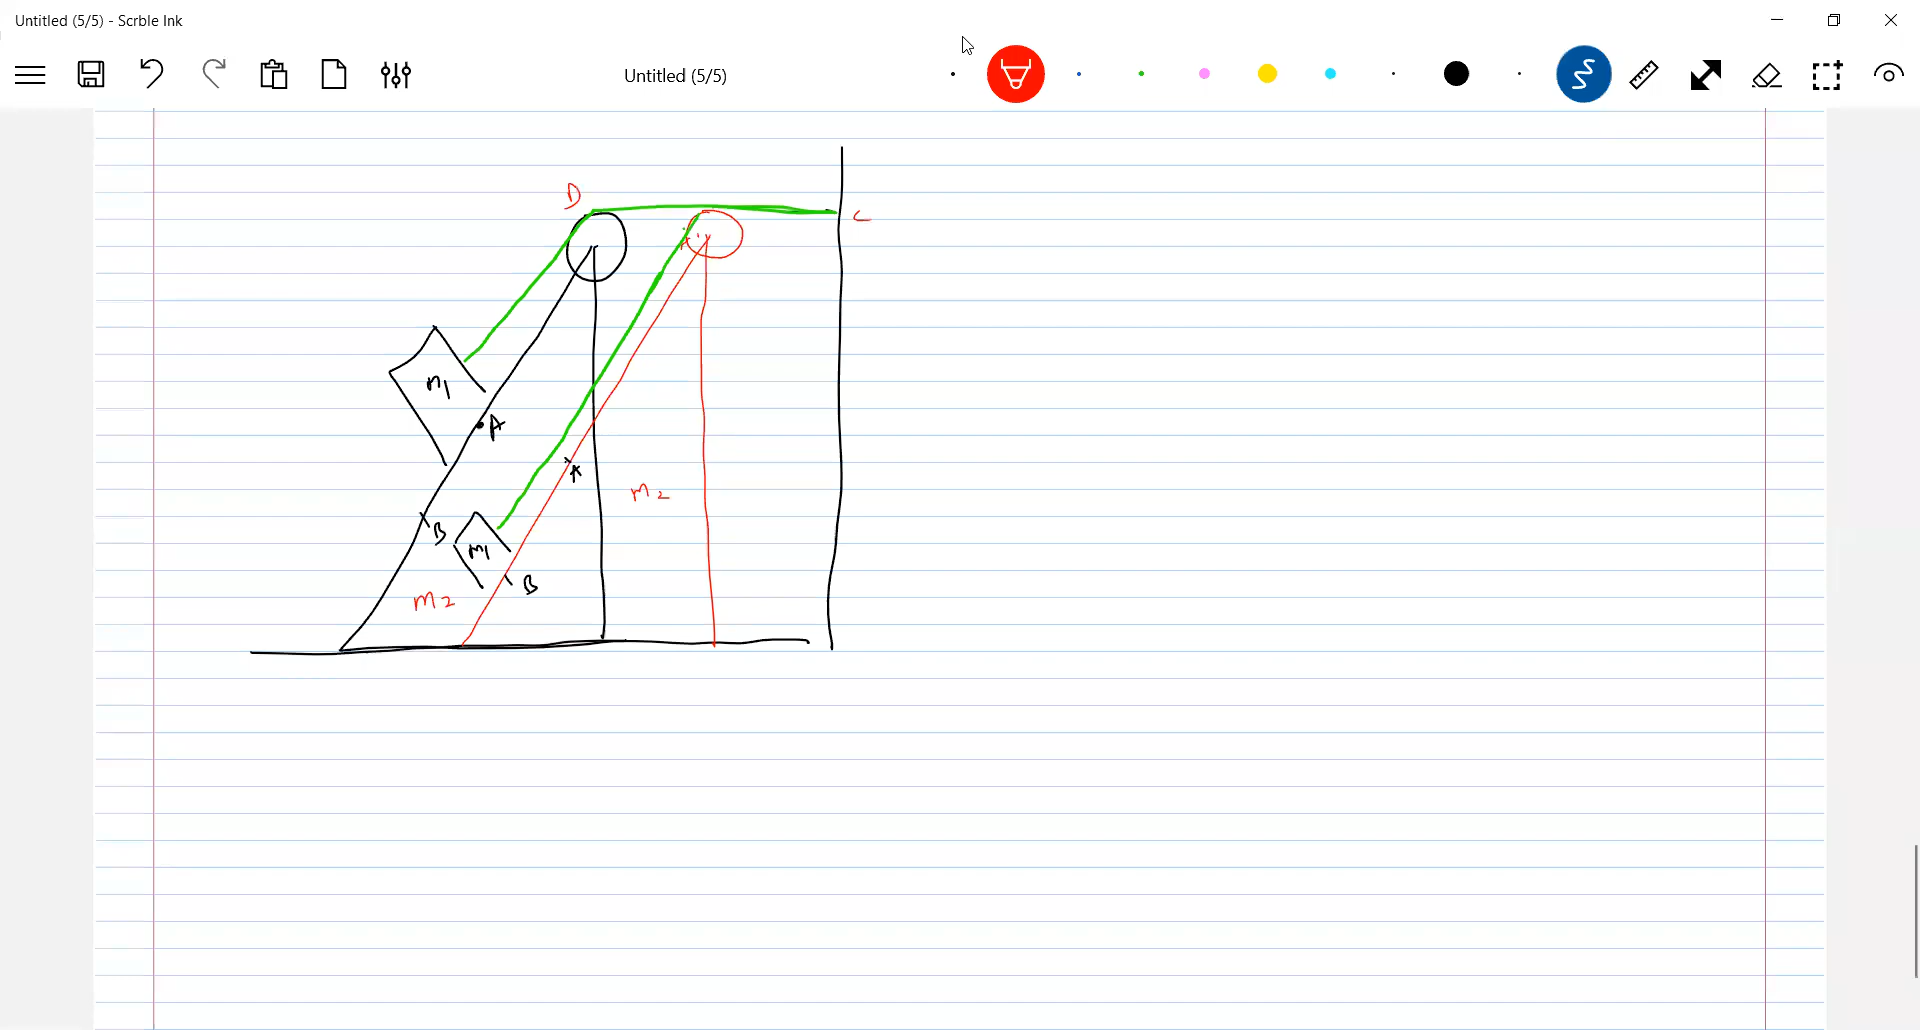 Untitled (5/5) - Scrble Ink
Untitled (5/5)
D
C
m1
A
A
m2
B
m1
B
m2